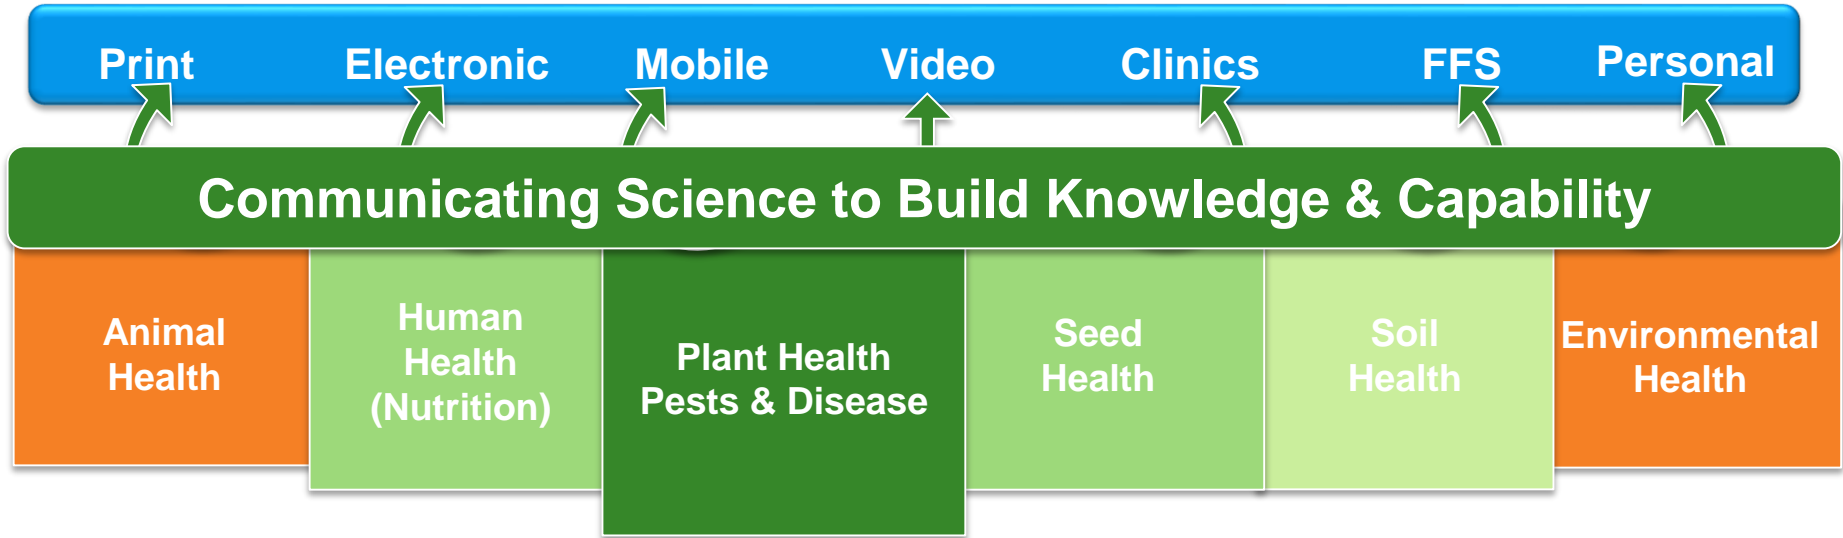 Print Electronic Mobile Video Clinics FFS Personal
Communicating Science to Build Knowledge & Capability
Animal
Health
Human
Health
(Nutrition)
Plant Health
Pests & Disease
Seed
Health
Soil
Health
Environmental
Health